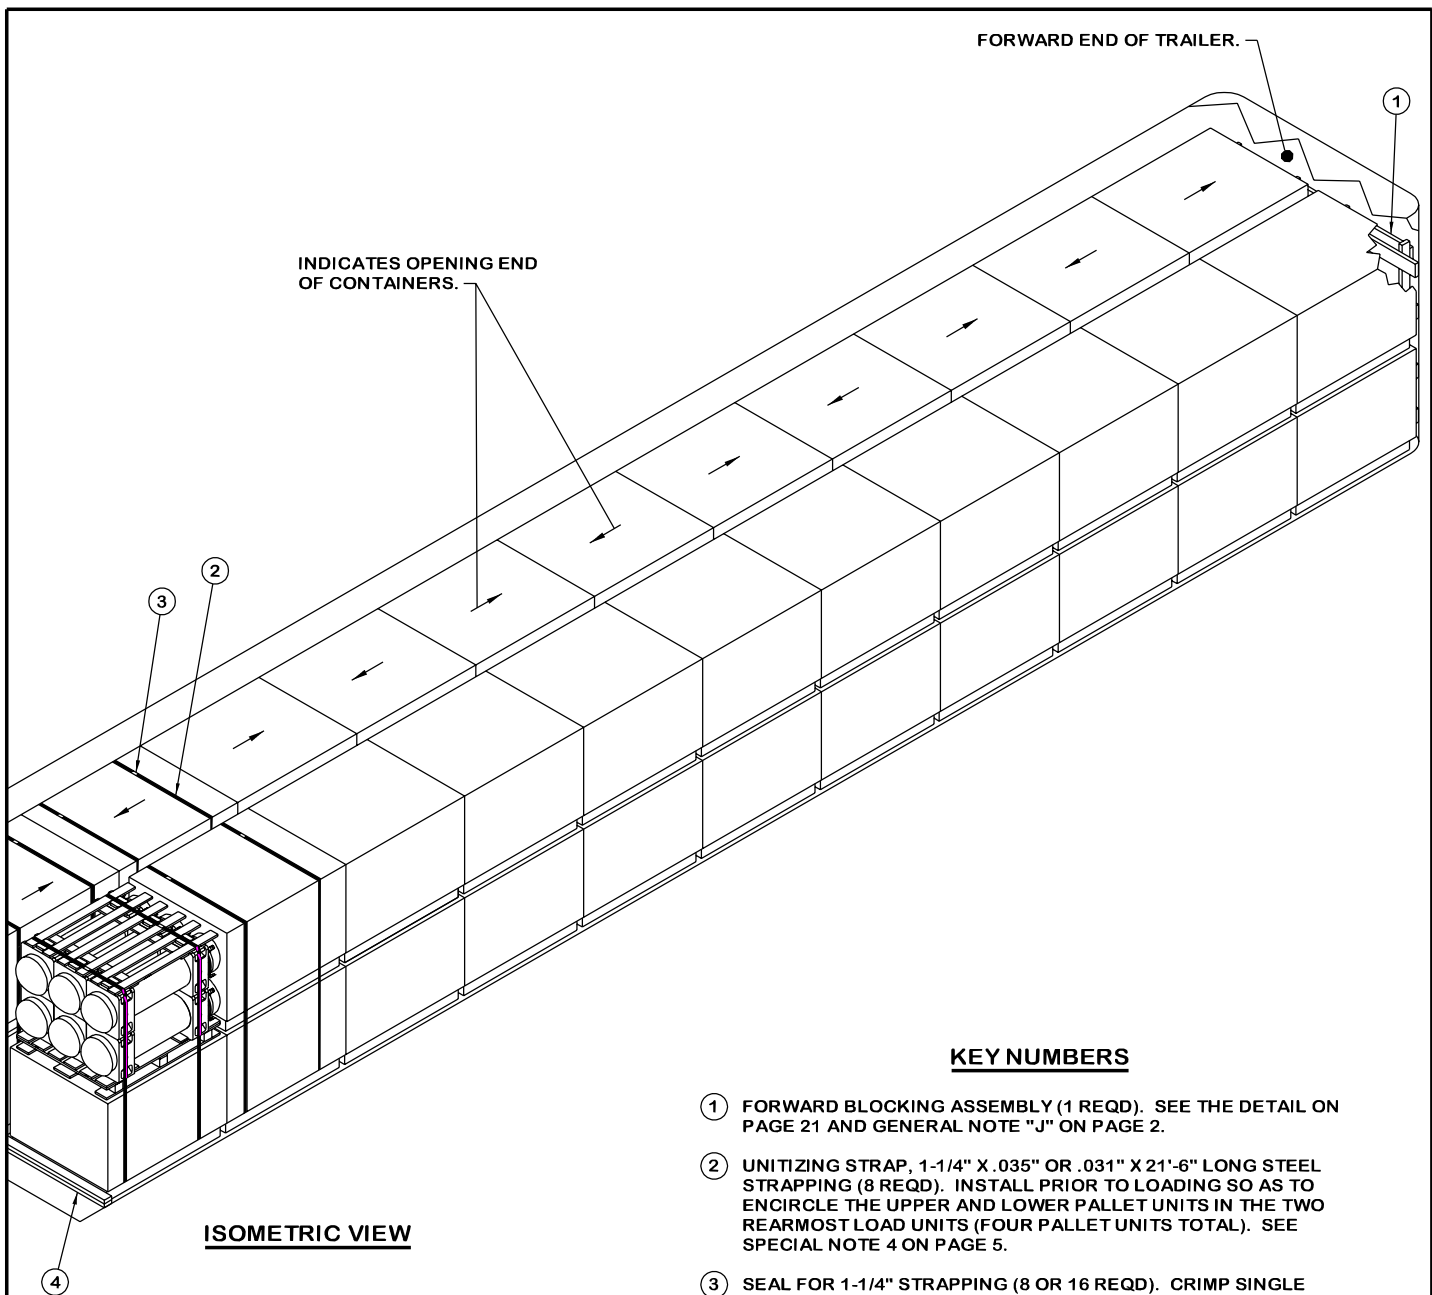 FORWARD END OF TRAILER.
1
INDICATES OPENING END
OF CONTAINERS.
2
3
KEY NUMBERS
1 FORWARD BLOCKING ASSEMBLY (1 REQD). SEE THE DETAIL ON
PAGE 21 AND GENERAL NOTE "J" ON PAGE 2.
2 UNITIZING STRAP, 1-1/4" X .035" OR .031" X 21'-6" LONG STEEL
STRAPPING (8 REQD). INSTALL PRIOR TO LOADING SO AS TO
ENCIRCLE THE UPPER AND LOWER PALLET UNITS IN THE TWO
REARMOST LOAD UNITS (FOUR PALLET UNITS TOTAL). SEE
SPECIAL NOTE 4 ON PAGE 5.
ISOMETRIC VIEW
4
3 SEAL FOR 1-1/4" STRAPPING (8 OR 16 REQD). CRIMP SINGLE